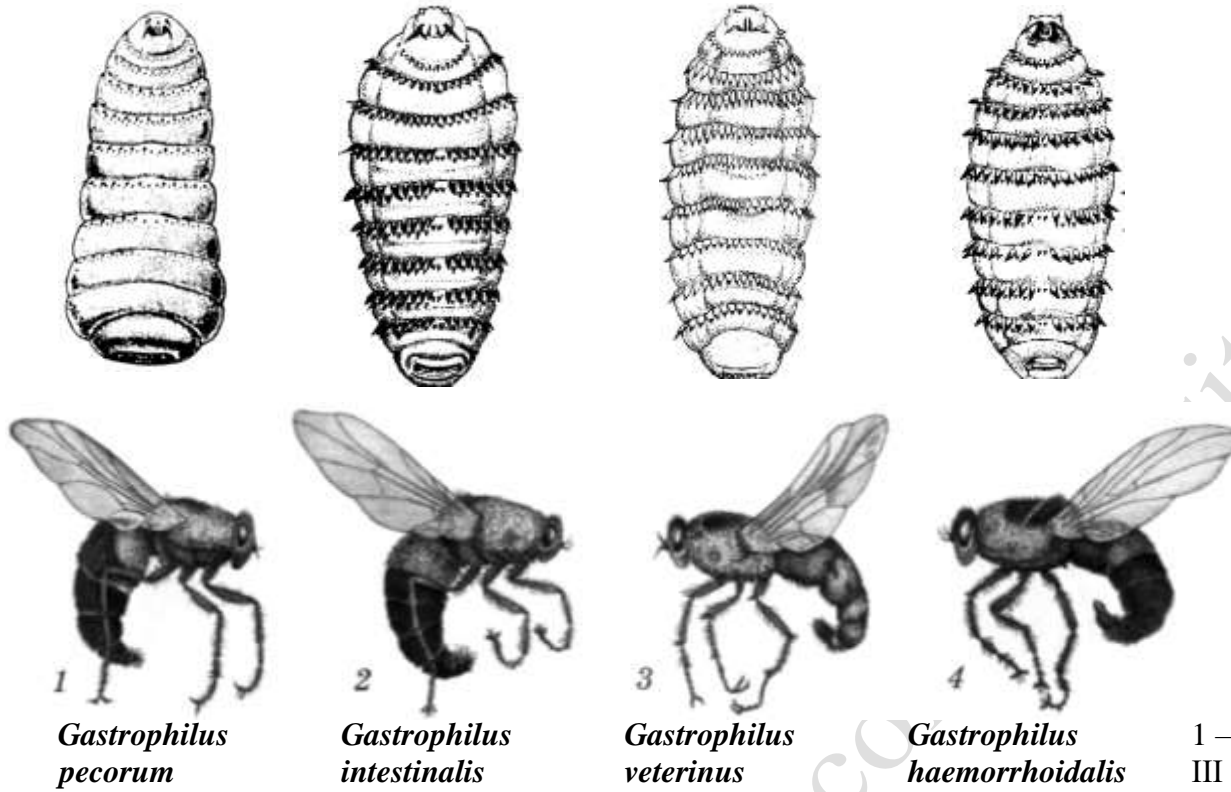 1 2 3 4
Gastrophilus Gastrophilus Gastrophilus Gastrophilus 1 –
pecorum intestinalis veterinus haemorrhoidalis III